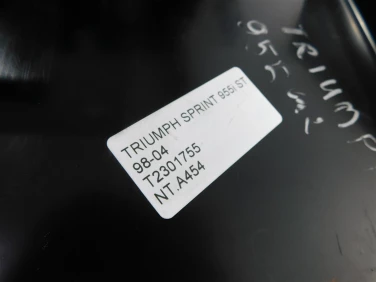 TRIUMPH SPRINT 955I ST
98-04
T2301755
NT.A454
TRIUMP
955